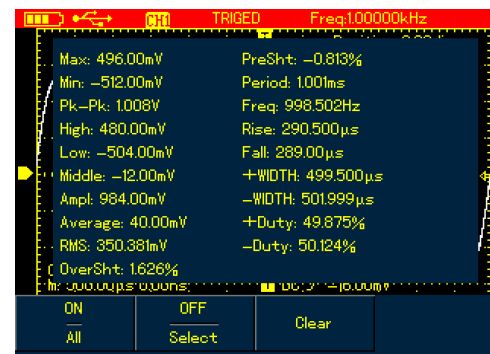 CH1 TRIGED Freq:1.00000kHz
Max: 496.00mV PreSht: −0.813%
Min: −512.00mV Period: 1.001ms
Pk−Pk: 1.008V Freq: 998.502Hz
High: 480.00mV Rise: 290.500µs
Low: −504.00mV Fall: 289.00µs
Middle: −12.00mV +WIDTH: 499.500µs
Ampl: 984.00mV −WIDTH: 501.999µs
Average: 40.00mV +Duty: 49.875%
RMS: 350.381mV −Duty: 50.124%
OverSht: 1.626%
ON OFF Clear
All Select